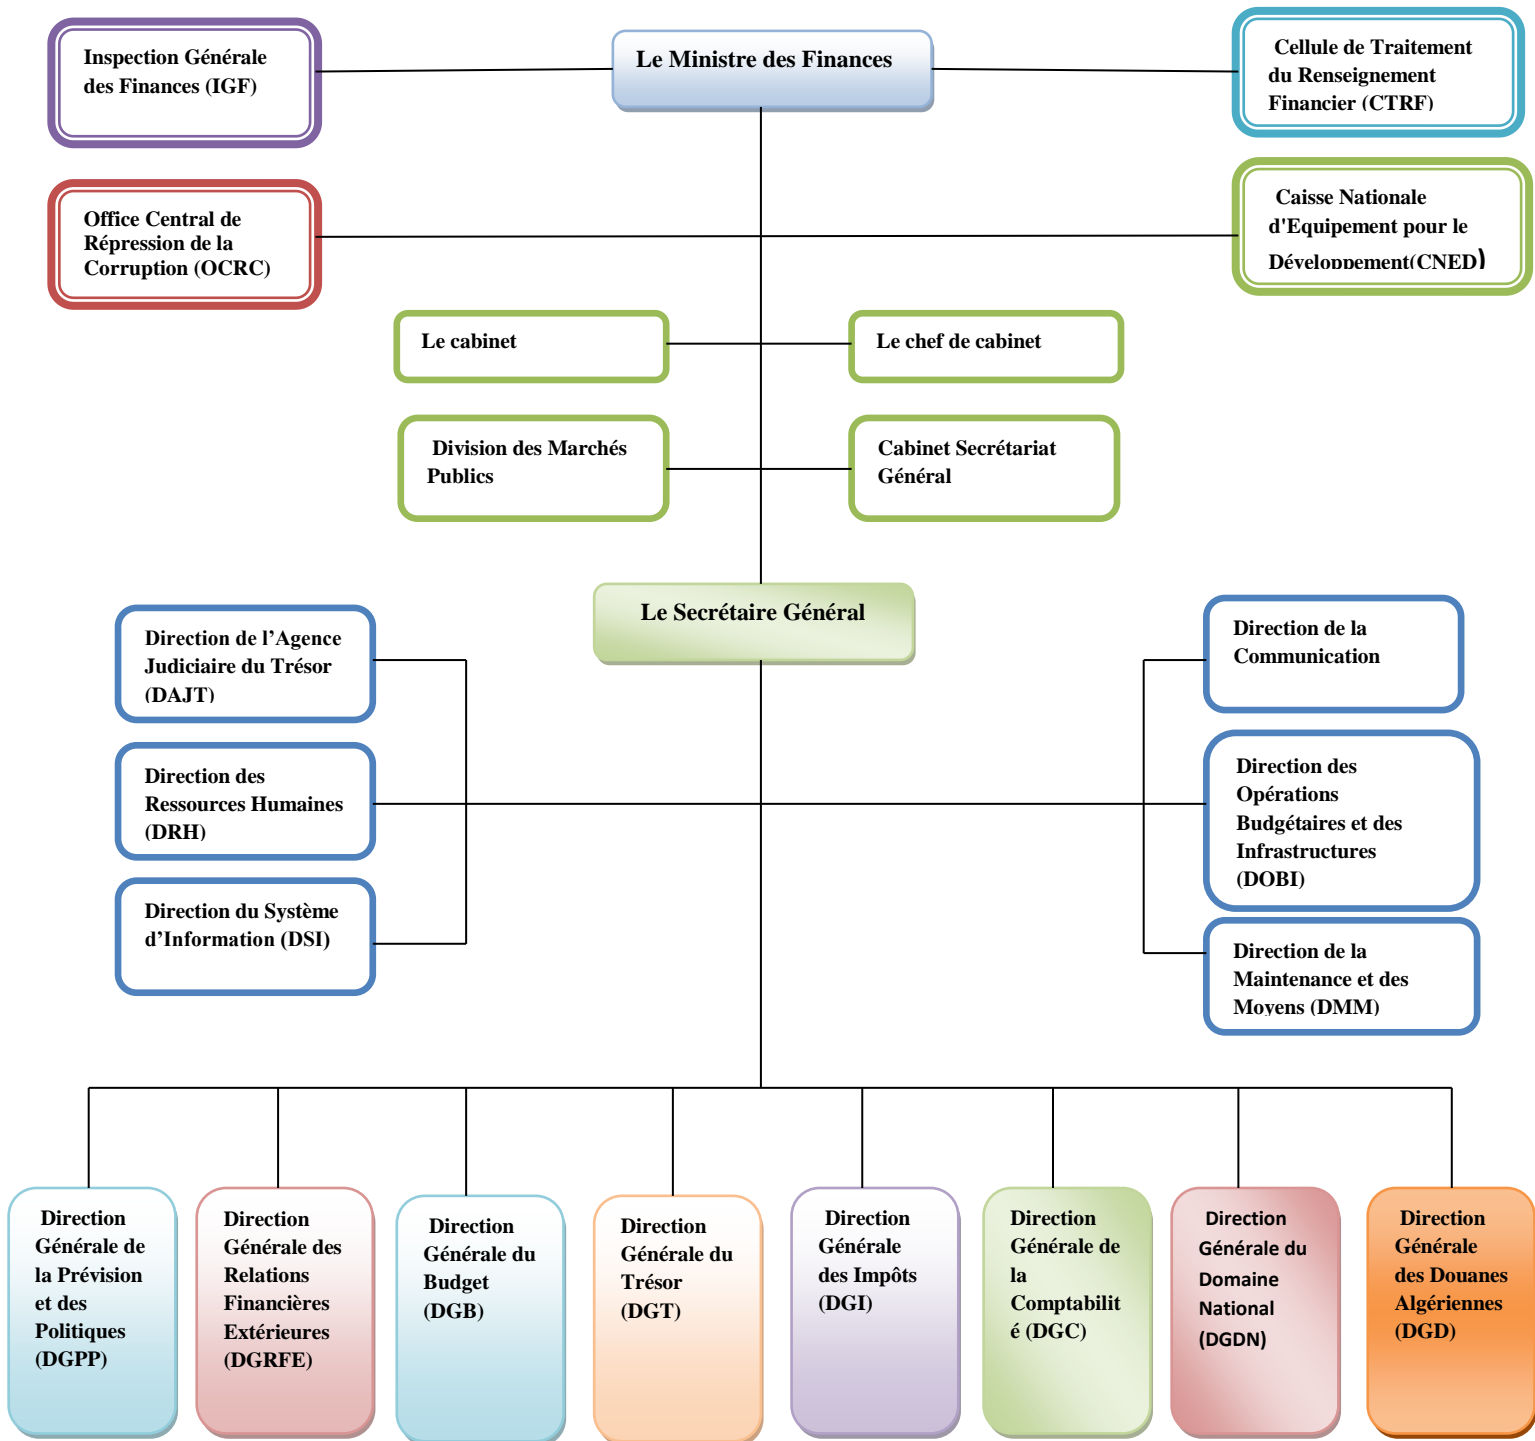 Inspection Générale
des Finances (IGF)
Le Ministre des Finances
Cellule de Traitement
du Renseignement
Financier (CTRF)
Office Central de
Répression de la
Corruption (OCRC)
Caisse Nationale
d'Equipement pour le
Développement(CNED)
Le cabinet
Le chef de cabinet
Division des Marchés
Publics
Cabinet Secrétariat
Général
Le Secrétaire Général
Direction de l’Agence
Judiciaire du Trésor
(DAJT)
Direction de la
Communication
Direction des
Ressources Humaines
(DRH)
Direction des
Opérations
Budgétaires et des
Infrastructures
(DOBI)
Direction du Système
d’Information (DSI)
Direction de la
Maintenance et des
Moyens (DMM)
Direction
Générale de
la Prévision
et des
Politiques
(DGPP)
Direction
Générale des
Relations
Financières
Extérieures
(DGRFE)
Direction
Générale du
Budget
(DGB)
Direction
Générale du
Trésor
(DGT)
Direction
Générale
des Impôts
(DGI)
Direction
Générale de
la
Comptabilit
é (DGC)
Direction
Générale du
Domaine
National
(DGDN)
Direction
Générale
des Douanes
Algériennes
(DGD)